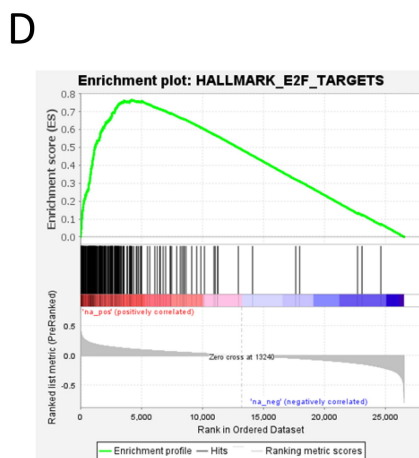 D
Enrichment plot: HALLMARK_E2F_TARGETS
Enrichment score (ES)
0.8
0.7
0.6
0.5
0.4
0.3
0.2
0.1
0.0
'na_pos' (positively correlated)
Ranked list metric (PreRanked)
0.5
0.0
-0.5
Zero cross at 13240
'na_neg' (negatively correlated)
0 5,000 10,000 15,000 20,000 25,000
Rank in Ordered Dataset
Enrichment profile Hits Ranking metric scores